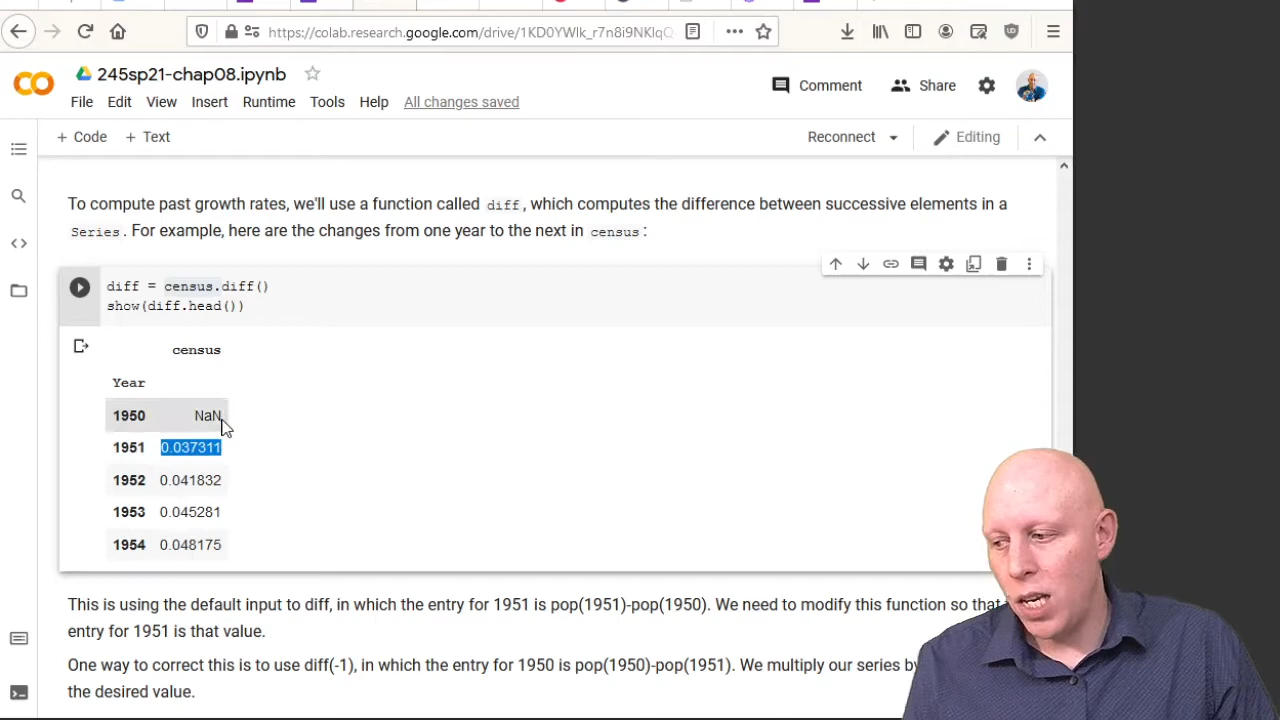 https://colab.research.google.com/drive/1KD0YWlk_r7n8i9NKlqQ
CO
245sp21-chap08.ipynb
Comment
Share
File Edit View Insert Runtime Tools Help All changes saved
+ Code + Text
Reconnect
Editing
To compute past growth rates, we'll use a function called diff, which computes the difference between successive elements in a
Series. For example, here are the changes from one year to the next in census:
diff = census.diff()
show(diff.head())
census
Year
1950 NaN
1951 0.037311
1952 0.041832
1953 0.045281
1954 0.048175
This is using the default input to diff, in which the entry for 1951 is pop(1951)-pop(1950). We need to modify this function so that
entry for 1951 is that value.
One way to correct this is to use diff(-1), in which the entry for 1950 is pop(1950)-pop(1951). We multiply our series by
the desired value.